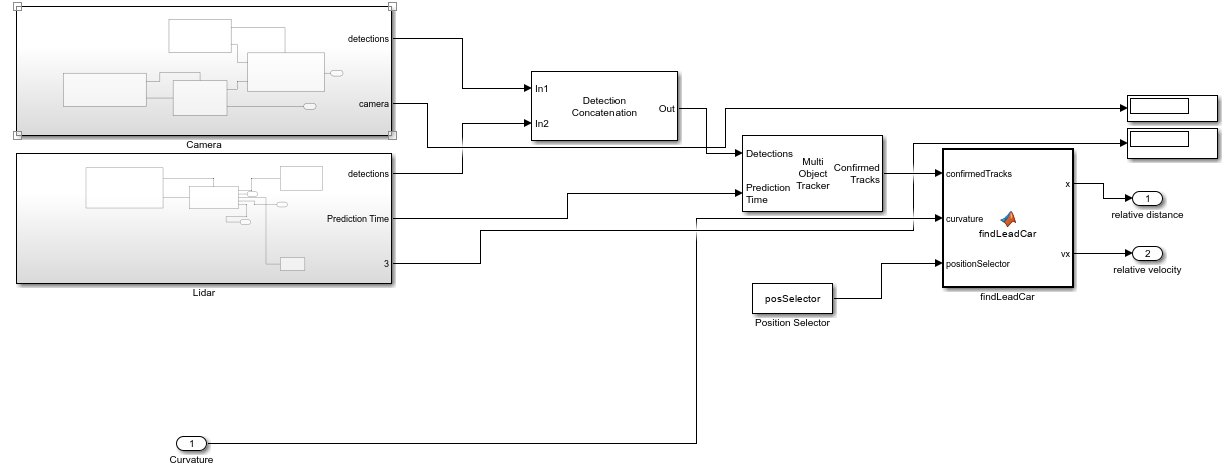 detections
camera
Camera
detections
Prediction Time
3
Lidar
In1
In2
Detection
Concatenation
Out
Detections
Prediction
Time
Multi
Object
Tracker
Confirmed
Tracks
confirmedTracks
curvature
positionSelector
findLeadCar
x
vx
findLeadCar
1
relative distance
2
relative velocity
posSelector
Position Selector
1
Curvature